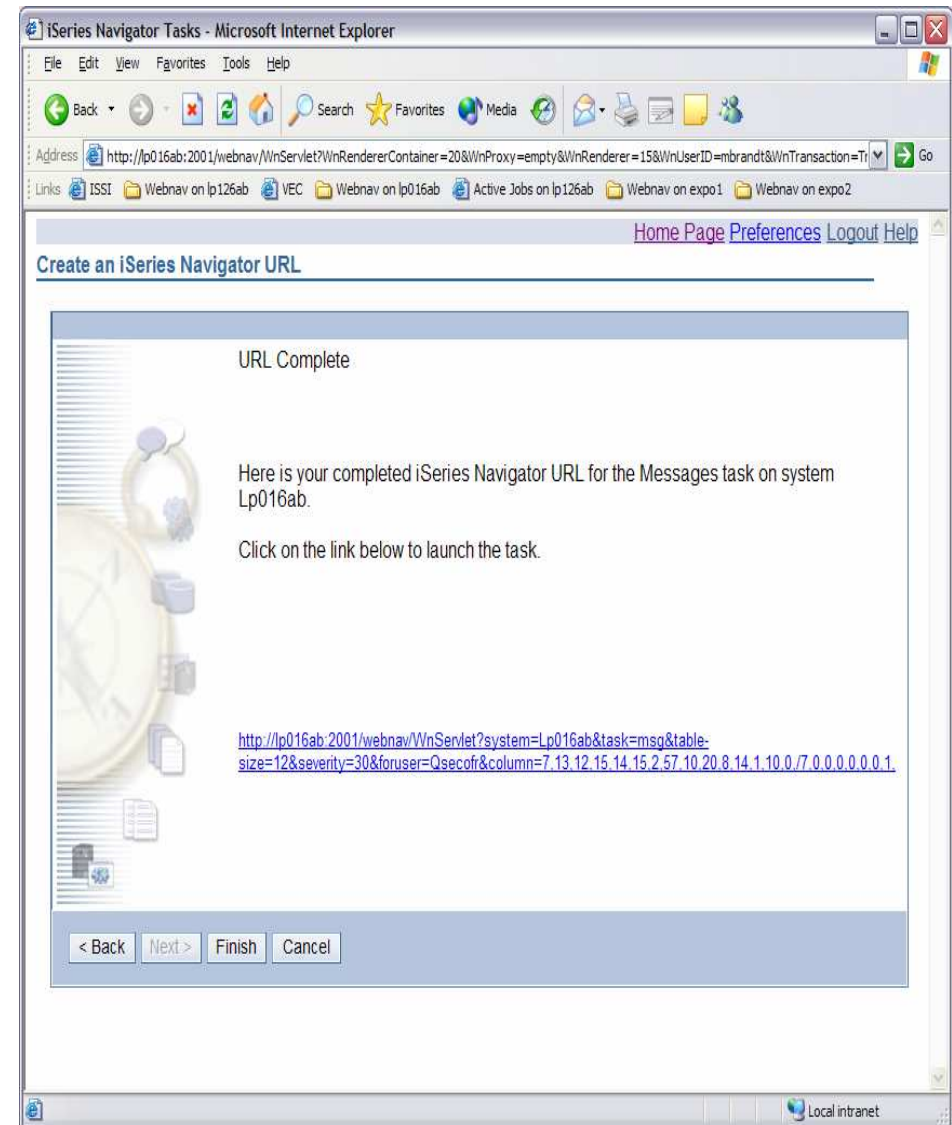 iSeries Navigator Tasks - Microsoft Internet Explorer
File Edit View Favorites Tools Help
Back Search Favorites Media
Address http://lp016ab:2001/webnav/WnServlet?WnRendererContainer=20&WnProxy=empty&WnRenderer=15&WnUserID=mbrandt&WnTransaction=Tr Go
Links ISSI Webnav on lp126ab VEC Webnav on lp016ab Active Jobs on lp126ab Webnav on expo1 Webnav on expo2
Home Page Preferences Logout Help
Create an iSeries Navigator URL
URL Complete
Here is your completed iSeries Navigator URL for the Messages task on system
Lp016ab.
Click on the link below to launch the task.
http://lp016ab:2001/webnav/WnServlet?system=Lp016ab&task=msg&table-
size=12&severity=30&foruser=Qsecofr&column=7,13,12,15,14,15,2,57,10,20,8,14,1,10,0,/7,0,0,0,0,0,0,1,
< Back Next > Finish Cancel
Local intranet